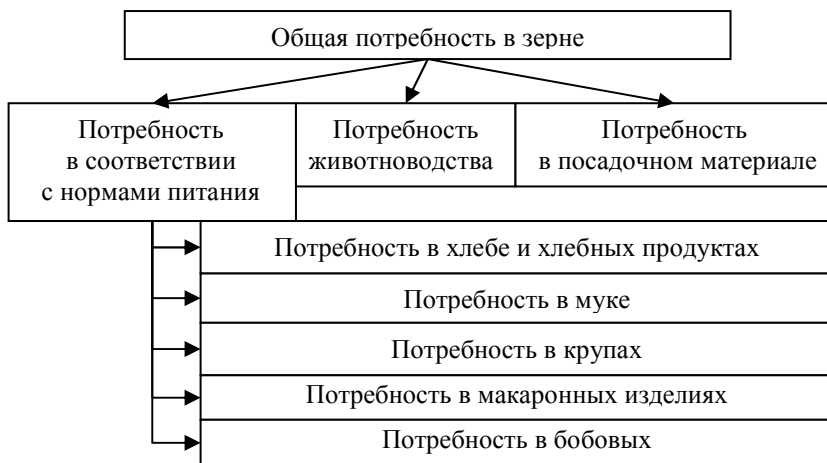 Общая потребность в зерне
Потребность
в соответствии
с нормами питания
Потребность
животноводства
Потребность
в посадочном материале
Потребность в хлебе и хлебных продуктах
Потребность в муке
Потребность в крупах
Потребность в макаронных изделиях
Потребность в бобовых